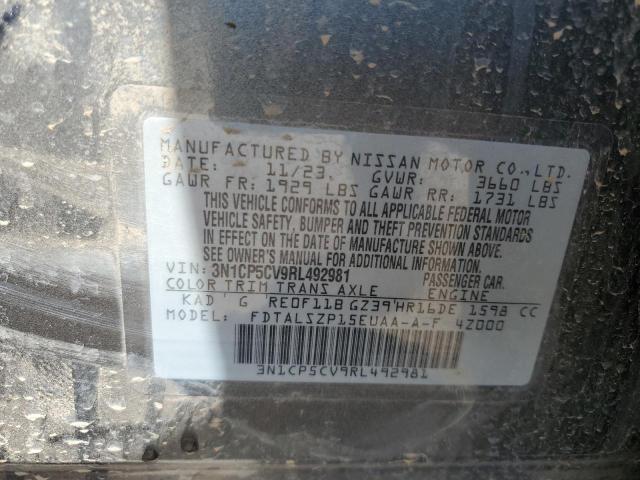 MANUFACTURED BY NISSAN MOTOR CO., LTD.
DATE: 11/23. GVWR: 3660 LBS
GAWR FR: 1929 LBS GAWR RR: 1731 LBS
THIS VEHICLE CONFORMS TO ALL APPLICABLE FEDERAL MOTOR
VEHICLE SAFETY, BUMPER AND THEFT PREVENTION STANDARDS
IN EFFECT ON THE DATE OF MANUFACTURE SHOWN ABOVE.
SEE OWNER'S MANUAL FOR ADDITIONAL INFORMATION.
VIN: 3N1CP5CV9RL492981 PASSENGER CAR.
COLOR TRIM TRANS AXLE ENGINE
KAD G RE0F11B GZ39 HR16DE 1598 CC
MODEL: FDTALSZP15EUAA-A-F 4Z000
3N1CP5CV9RL492981